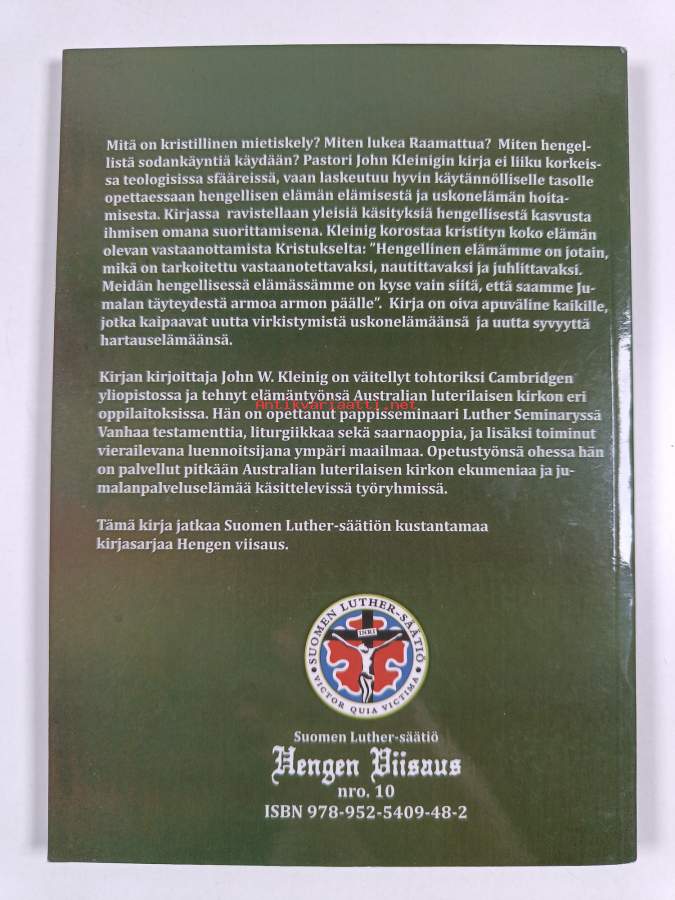 Mitä on kristillinen mietiskely? Miten lukea Raamattua? Miten hengel-
listä sodankäyntiä käydään? Pastori John Kleinigin kirja ei liiku korkeis-
sa teologisissa sfääreissä, vaan laskeutuu hyvin käytännölliselle tasolle
opettaessaan hengellisen elämän elämisestä ja uskonelämän hoita-
misesta. Kirjassa ravistellaan yleisiä käsityksiä hengellisestä kasvusta
ihmisen omana suorittamisena. Kleinig korostaa kristityn koko elämän
olevan vastaanottamista Kristukselta: "Hengellinen elämämme on jotain,
mikä on tarkoitettu vastaanotettavaksi, nautittavaksi ja juhlittavaksi.
Meidän hengellisessä elämässämme on kyse vain siitä, että saamme Ju-
malan täyteydestä armoa armon päälle". Kirja on oiva apuväline kaikille,
jotka kaipaavat uutta virkistymistä uskonelämäänsä ja uutta syvyyttä
hartauselämäänsä.
Kirjan kirjoittaja John W. Kleinig on väitellyt tohtoriksi Cambridgen
yliopistossa ja tehnyt elämäntyönsä Australian luterilaisen kirkon eri
Antikvariaatti.net
oppilaitoksissa. Hän on opettanut pappisseminaari Luther Seminaryssä
Vanhaa testamenttia, liturgiikkaa sekä saarnaoppia, ja lisäksi toiminut
vierailevana luennoitsijana ympäri maailmaa. Opetustyönsä ohessa hän
on palvellut pitkään Australian luterilaisen kirkon ekumeniaa ja ju-
malanpalveluselämää käsittelevissä työryhmissä.
Tämä kirja jatkaa Suomen Luther-säätiön kustantamaa
kirjasarjaa Hengen viisaus.
SUOMEN LUTHER-SÄÄTIÖ
INRI
VICTOR QUIA VICTIMA
Suomen Luther-säätiö
Hengen Viisaus
nro. 10
ISBN 978-952-5409-48-2